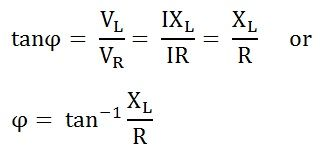 tanφ = V_L/V_R = IX_L/IR = X_L/R or
φ = tan⁻¹ X_L/R